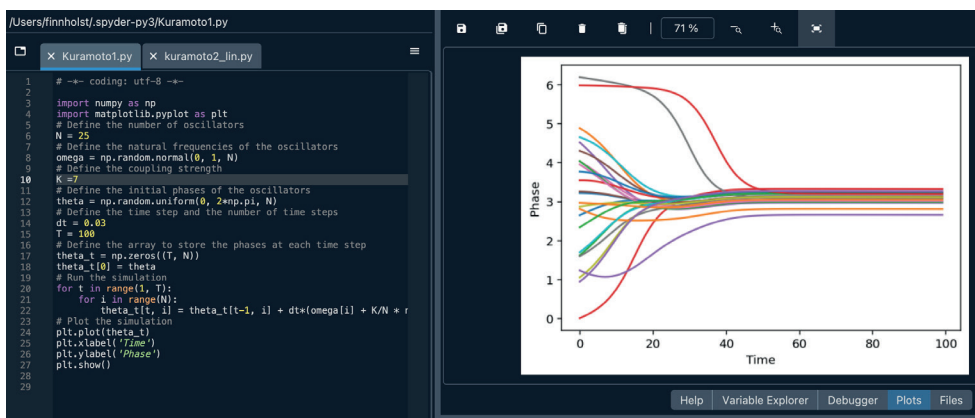 /Users/finnholst/.spyder-py3/Kuramoto1.py
Kuramoto1.py
kuramoto2_lin.py
1 # -*- coding: utf-8 -*-
2
3 import numpy as np
4 import matplotlib.pyplot as plt
5 # Define the number of oscillators
6 N = 25
7 # Define the natural frequencies of the oscillators
8 omega = np.random.normal(0, 1, N)
9 # Define the coupling strength
10 K =7
11 # Define the initial phases of the oscillators
12 theta = np.random.uniform(0, 2*np.pi, N)
13 # Define the time step and the number of time steps
14 dt = 0.03
15 T = 100
16 # Define the array to store the phases at each time step
17 theta_t = np.zeros((T, N))
18 theta_t[0] = theta
19 # Run the simulation
20 for t in range(1, T):
21 for i in range(N):
22 theta_t[t, i] = theta_t[t-1, i] + dt*(omega[i] + K/N *
23 # Plot the simulation
24 plt.plot(theta_t)
25 plt.xlabel('Time')
26 plt.ylabel('Phase')
27 plt.show()
28
29
71 %
Phase
6
5
4
3
2
1
0
0 20 40 60 80 100
Time
Help Variable Explorer Debugger Plots Files